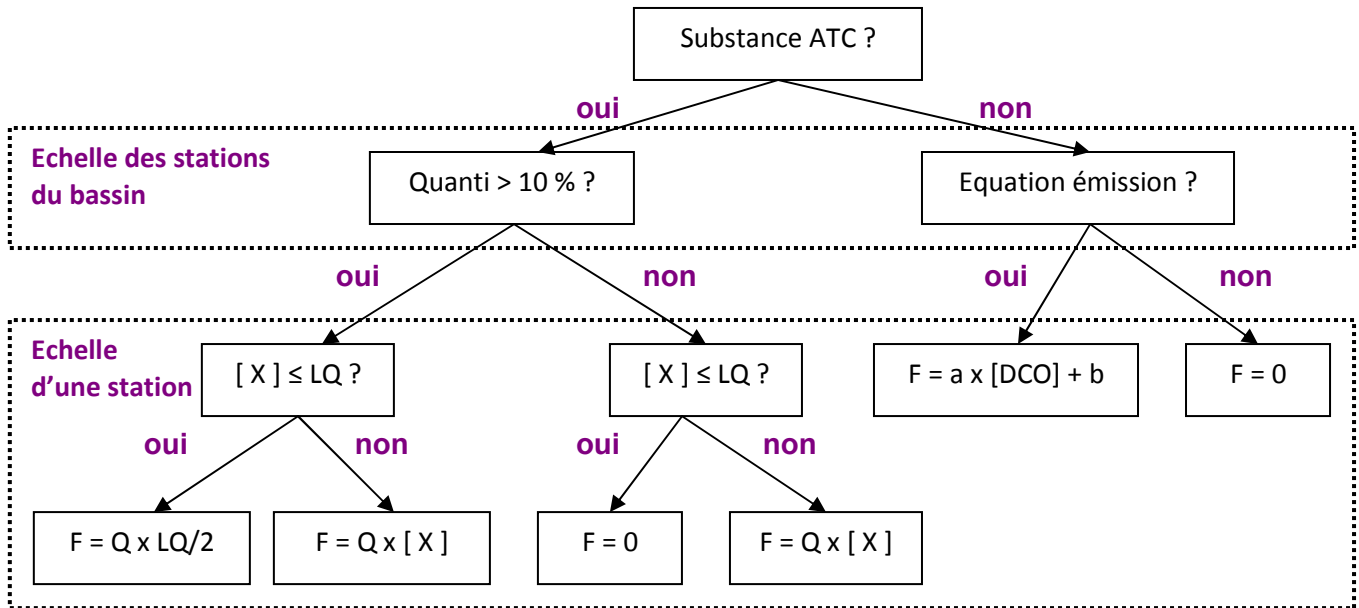 Substance ATC ?
oui
non
Echelle des stations
du bassin
Quanti > 10 % ?
Equation émission ?
oui
non
oui
non
Echelle
d’une station
[ X ] ≤ LQ ?
[ X ] ≤ LQ ?
F = a x [DCO] + b
F = 0
oui
non
oui
non
F = Q x LQ/2
F = Q x [ X ]
F = 0
F = Q x [ X ]